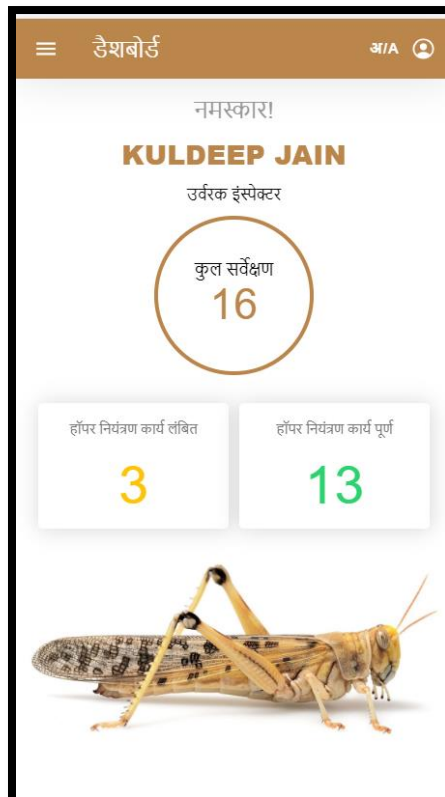 डैशबोर्ड अ/A
नमस्कार!
KULDEEP JAIN
उर्वरक इंस्पेक्टर
कुल सर्वेक्षण
16
हॉपर नियंत्रण कार्य लंबित
3
हॉपर नियंत्रण कार्य पूर्ण
13